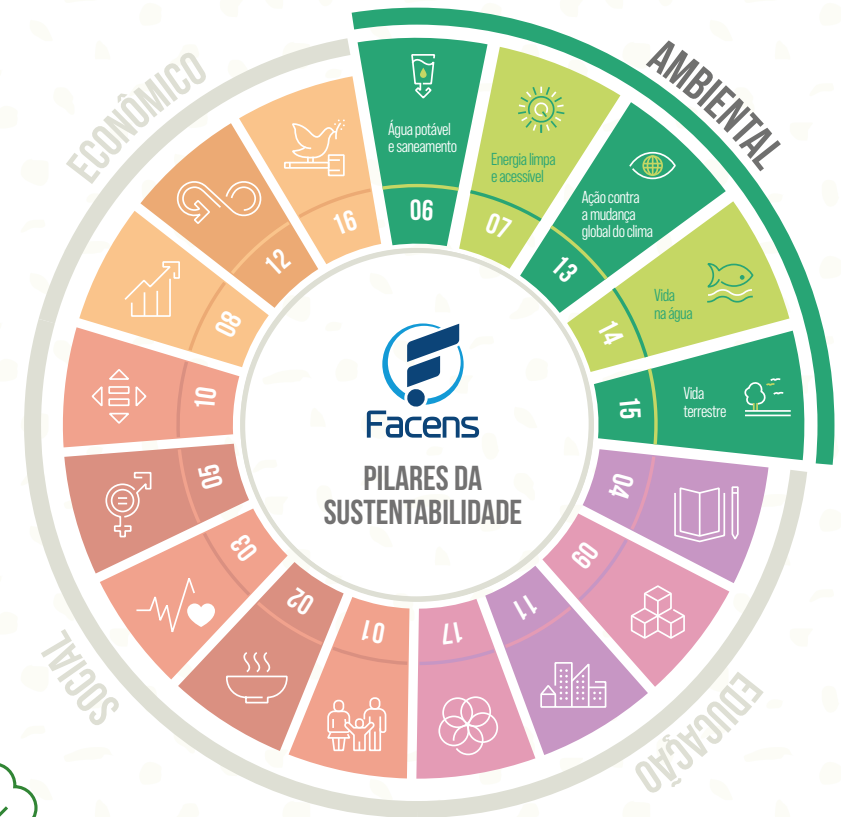 ECONÔMICO
AMBIENTAL
Água potável
e saneamento
06
Energia limpa
e acessível
07
Ação contra
a mudança
global do clima
13
Vida
na água
14
Vida
terrestre
15
04
09
11
17
EDUCAÇÃO
01
02
03
05
10
SOCIAL
08
12
16
Facens
PILARES DA
SUSTENTABILIDADE